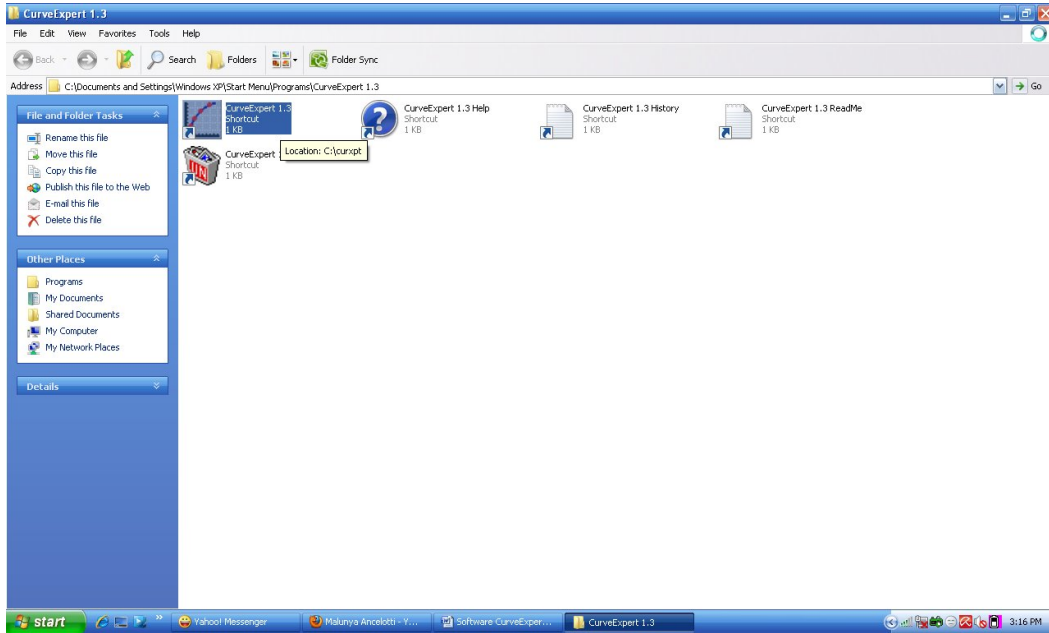 CurveExpert 1.3
File Edit View Favorites Tools Help
Back Search Folders Folder Sync
Address C:\Documents and Settings\Windows XP\Start Menu\Programs\CurveExpert 1.3 Go
File and Folder Tasks
Rename this file
Move this file
Copy this file
Publish this file to the Web
E-mail this file
Delete this file
Other Places
Programs
My Documents
Shared Documents
My Computer
My Network Places
Details
CurveExpert 1.3
Shortcut
1 KB
CurveExpert 1.3 Help
Shortcut
1 KB
CurveExpert 1.3 History
Shortcut
1 KB
CurveExpert 1.3 ReadMe
Shortcut
1 KB
CurveExpert
Shortcut
1 KB
Location: C:\curxpt
start Yahoo! Messenger Malunya Ancelotti - Y... Software CurveExper... CurveExpert 1.3 3:16 PM